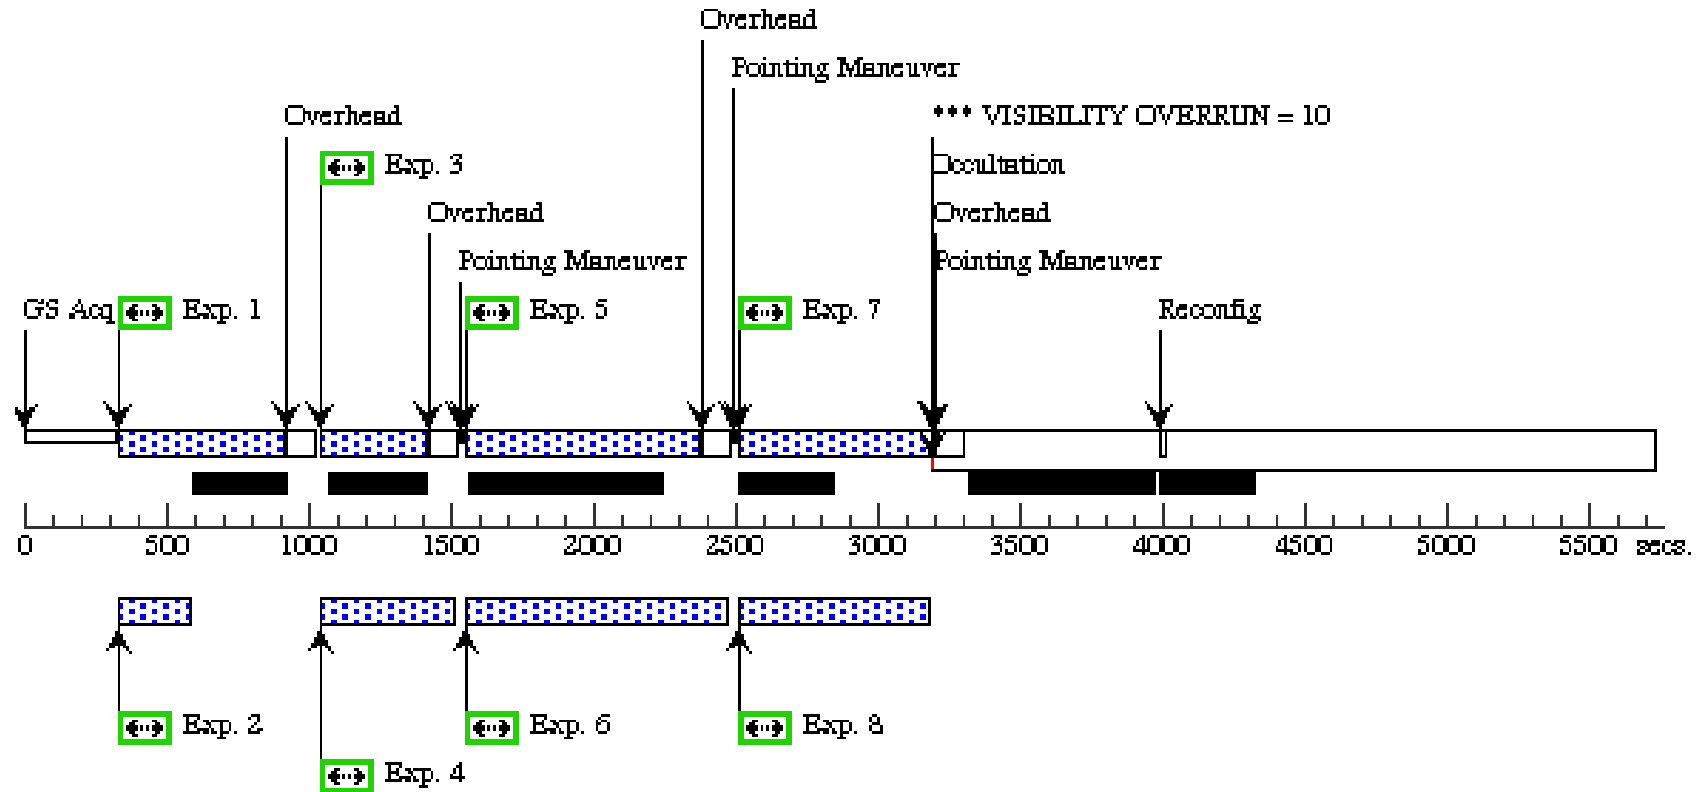 Overhead
Pointing Maneuver
Overhead
*** VISIBILITY OVERRUN = 10
Exp. 3
Occultation
Overhead
Overhead
Pointing Maneuver
Pointing Maneuver
GS Acq
Exp. 1
Exp. 5
Exp. 7
Reconfig
0 500 1000 1500 2000 2500 3000 3500 4000 4500 5000 5500 secs.
Exp. 2
Exp. 6
Exp. 8
Exp. 4